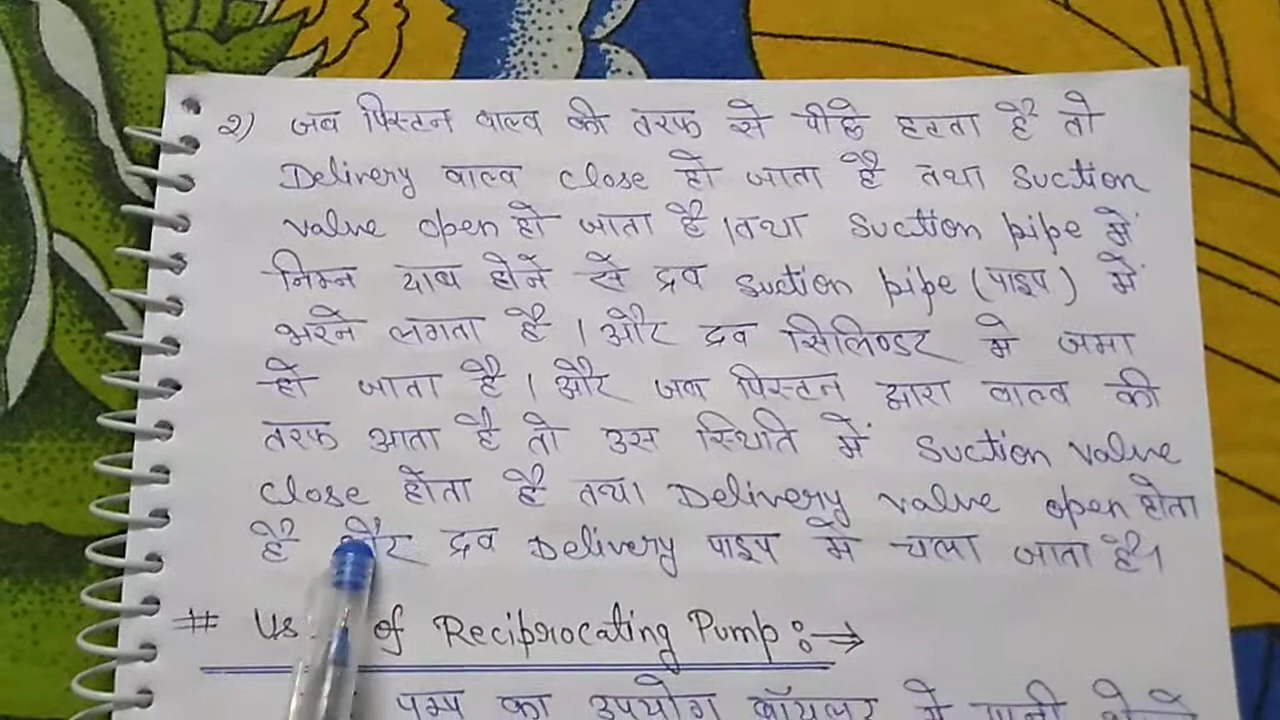 २) जब पिस्टन वाल्व की तरफ से पीछे हटता है तो
Delivery वाल्व close हो जाता है तथा suction
valve open हो जाता है। तथा suction pipe में
निम्न दाब होने से द्रव suction pipe (पाइप) में
भरने लगता है। और द्रव सिलिण्डर मे जमा
हो जाता है। और जब पिस्टन द्वारा वाल्व की
तरफ आता है तो उस स्थिति में suction valve
close होता है तथा Delivery valve open होता
है और द्रव Delivery पाइप मे चला जाता है।
# Us of Reciprocating Pump :→
पम्प का उपयोग बॉयलर मे पानी